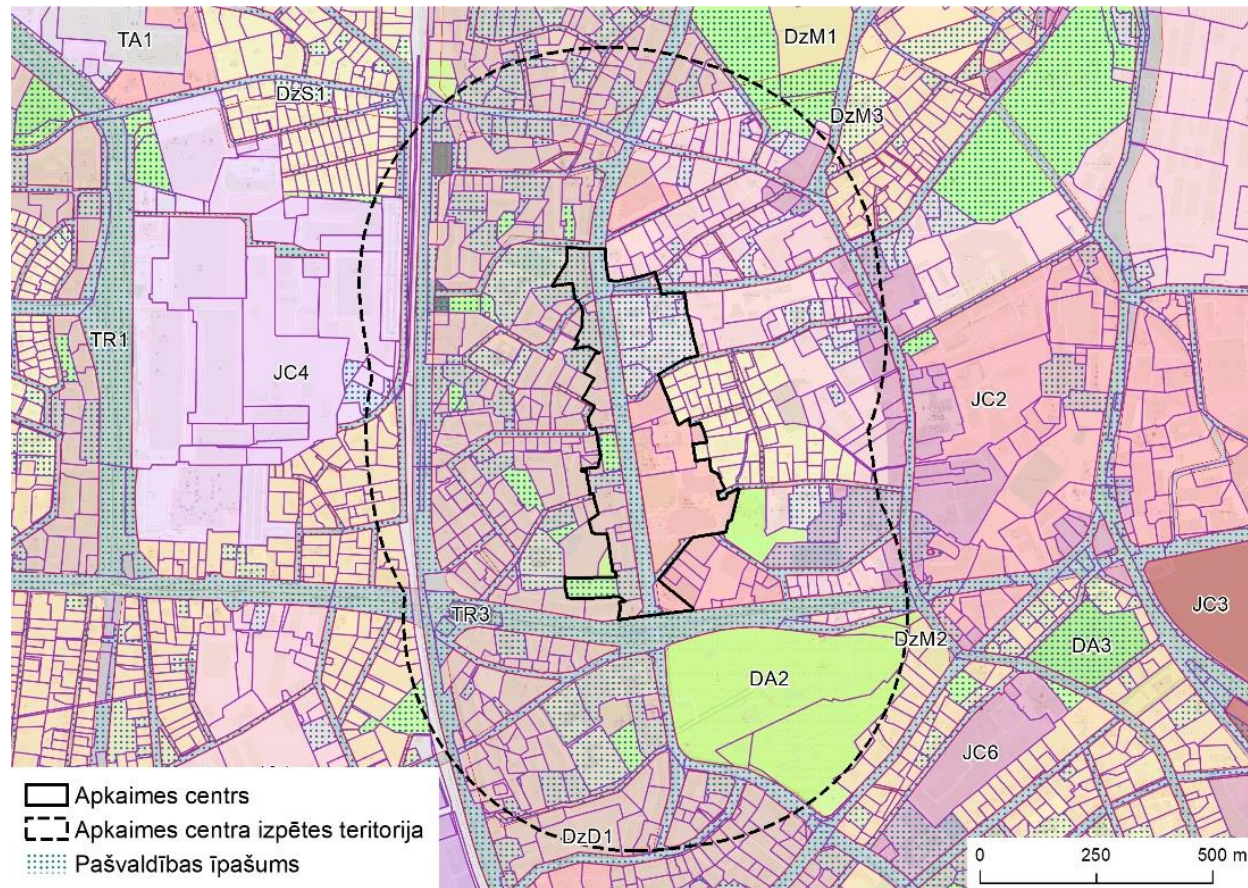 TA1
DzM1
DzS1
DzM3
TR1
JC4
JC2
TR3
DzM2
JC3
DA3
DA2
JC6
DzD1
Apkaimes centrs
Apkaimes centra izpētes teritorija
Pašvaldības īpašums
0 250 500 m